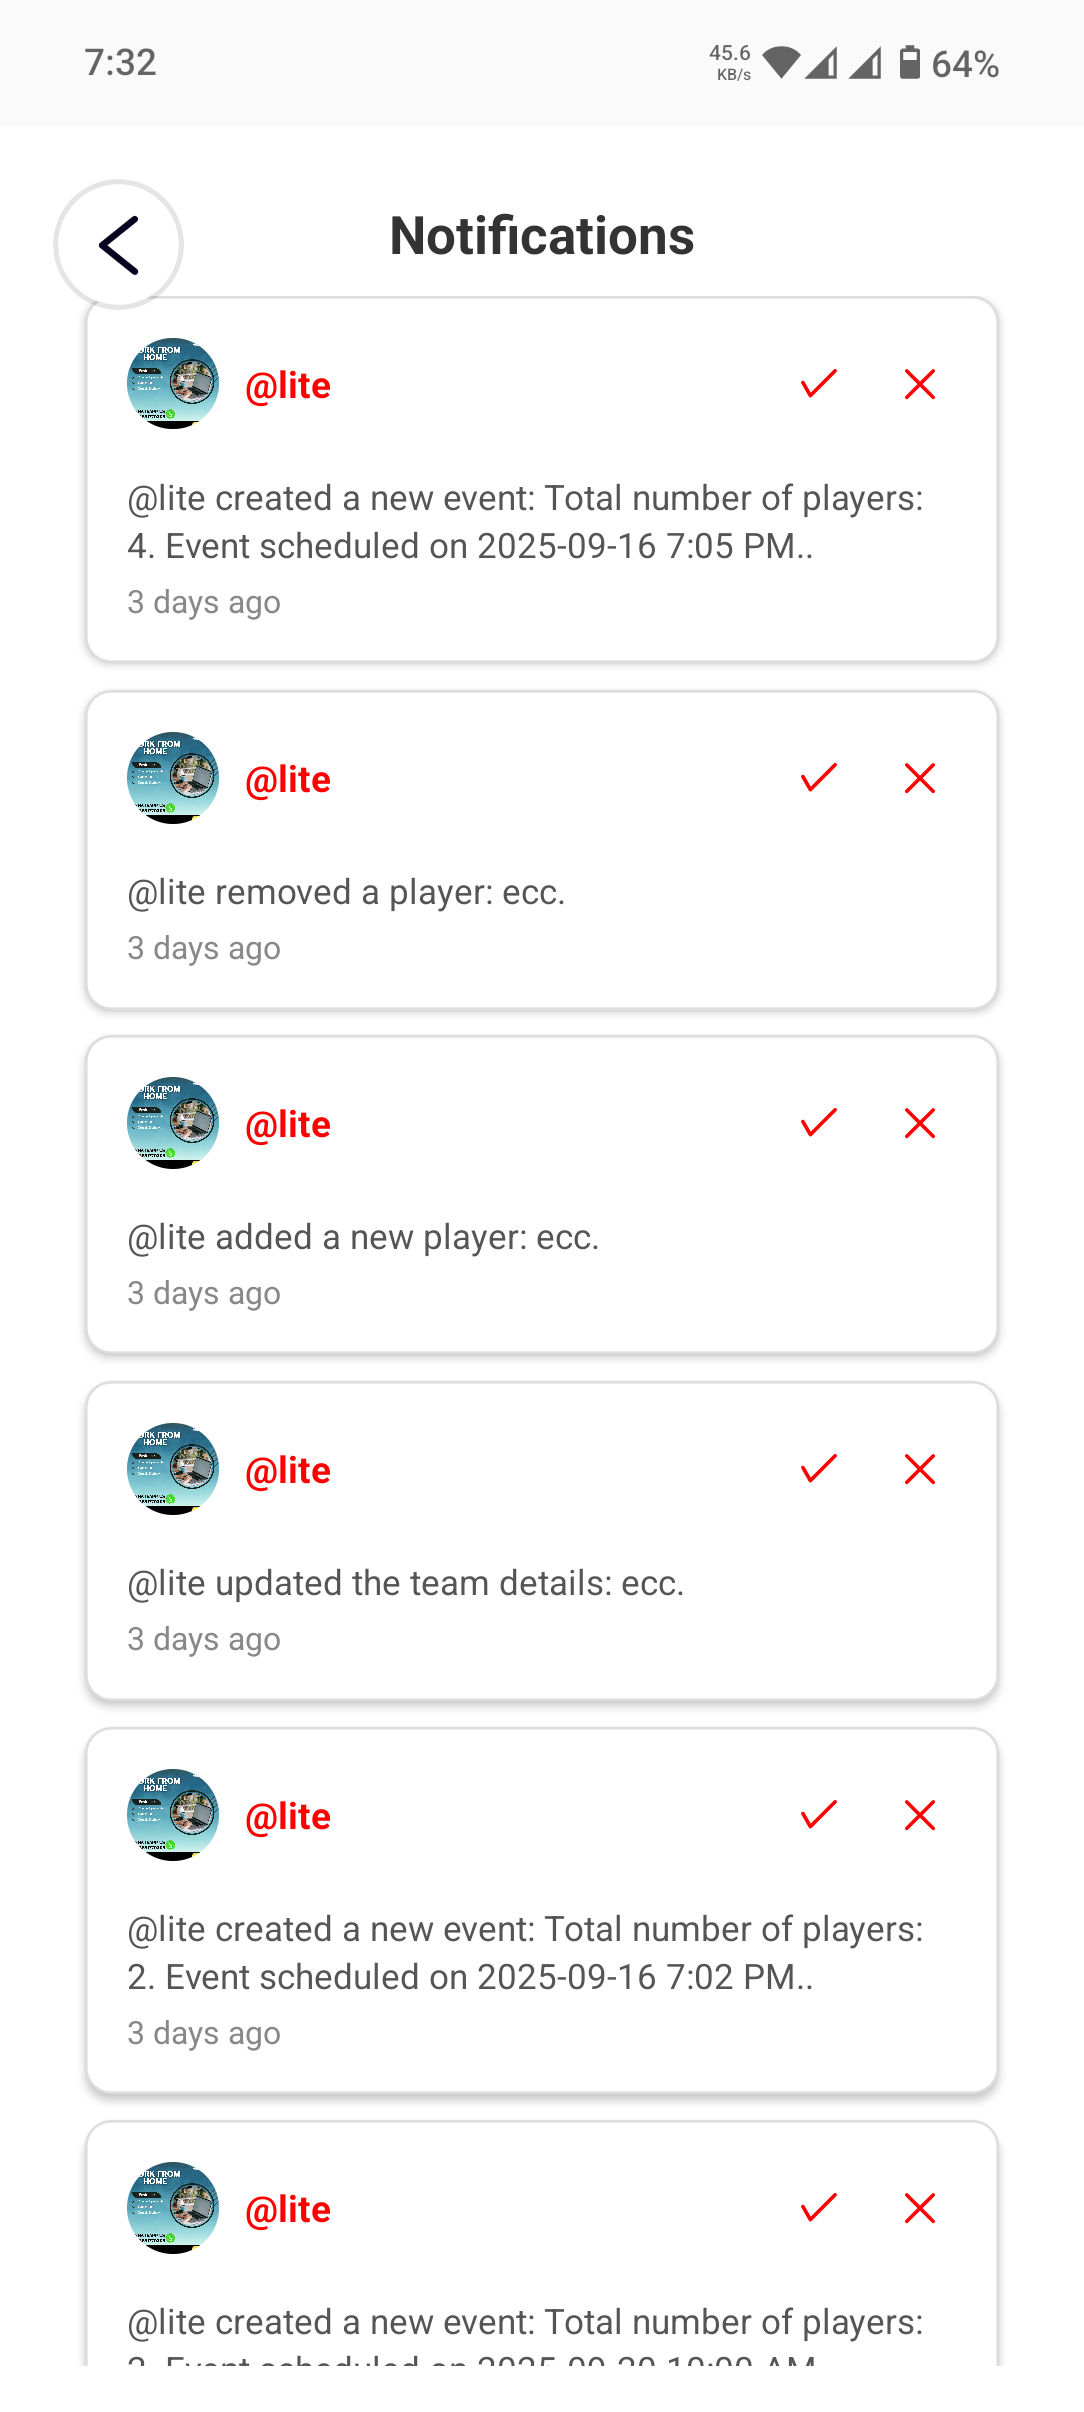 7:32
45.6
KB/s
64%
Notifications
@lite
@lite created a new event: Total number of players:
4. Event scheduled on 2025-09-16 7:05 PM..
3 days ago
@lite
@lite removed a player: ecc.
3 days ago
@lite
@lite added a new player: ecc.
3 days ago
@lite
@lite updated the team details: ecc.
3 days ago
@lite
@lite created a new event: Total number of players:
2. Event scheduled on 2025-09-16 7:02 PM..
3 days ago
@lite
@lite created a new event: Total number of players:
Event scheduled on